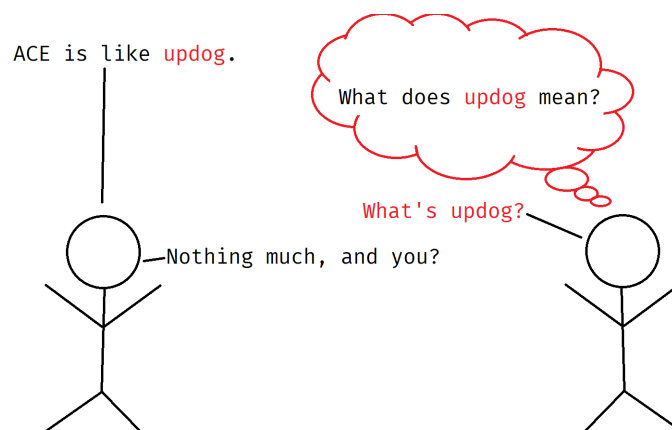 ACE is like updog.
What does updog mean?
What's updog?
Nothing much, and you?